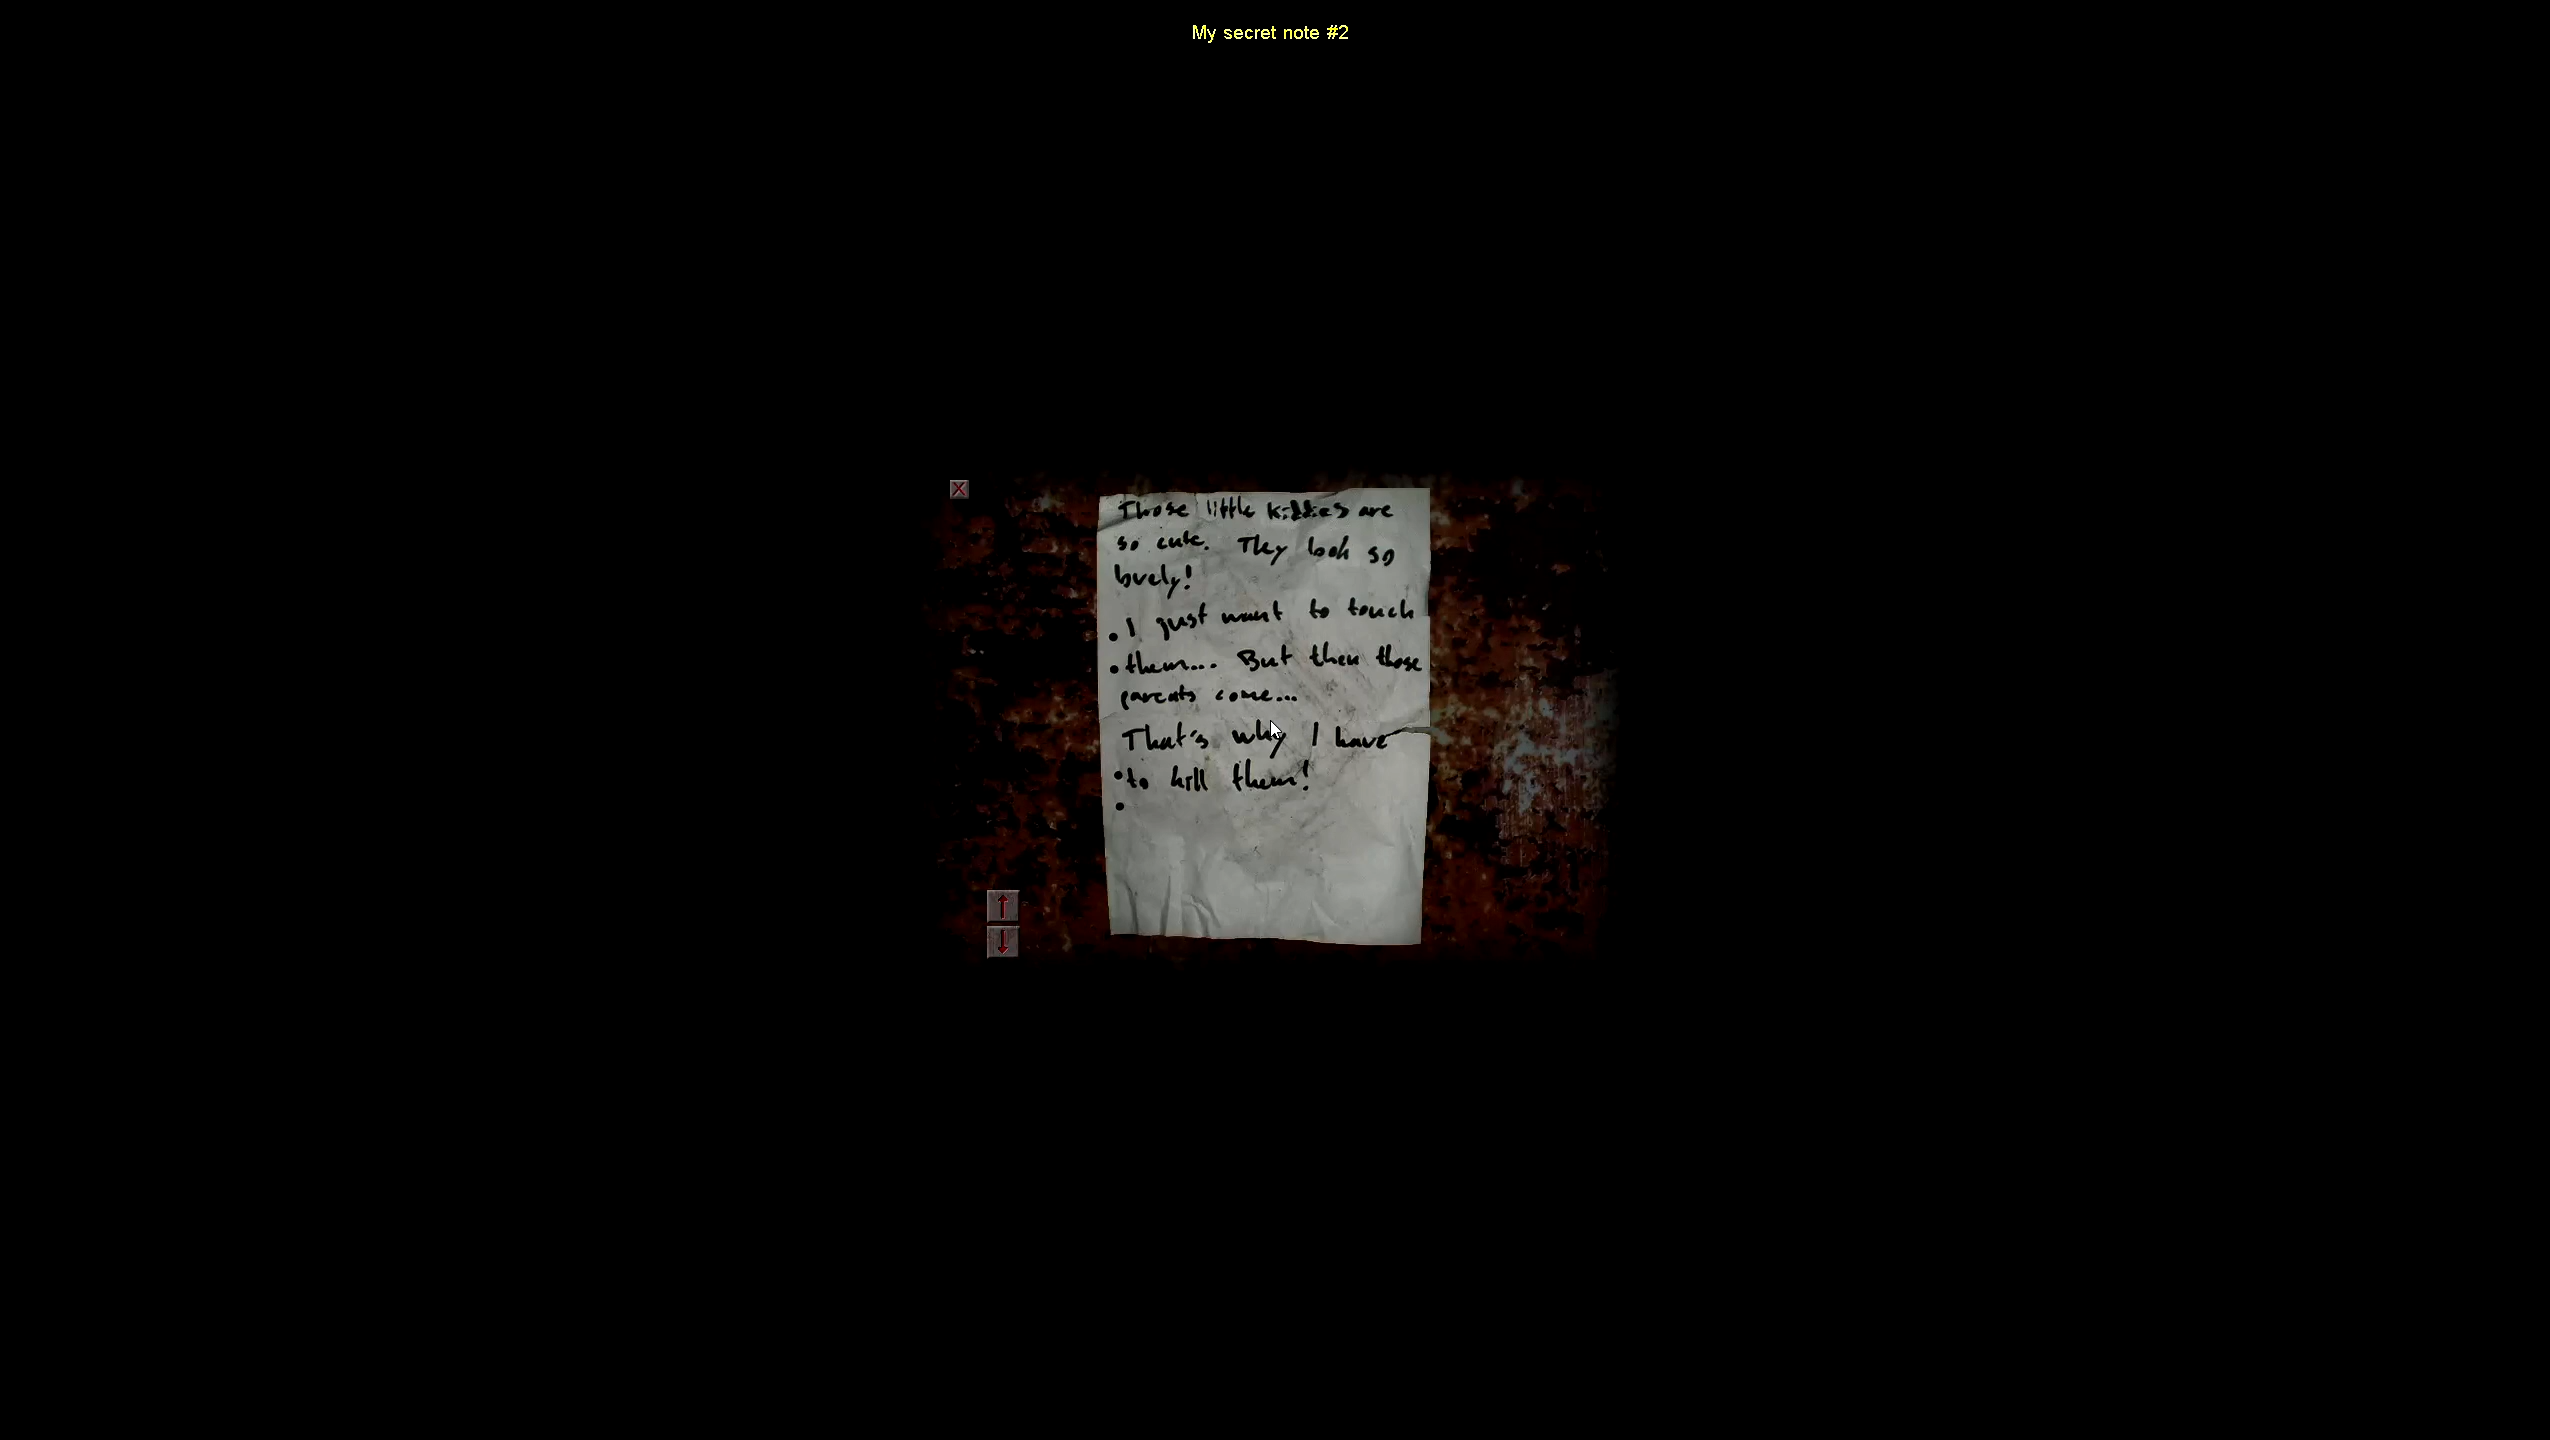 My secret note #2
Those little kiddies are
so cute. They look so
lovely!
I just want to touch
them... But then those
parents come...
That's why I have
to kill them!